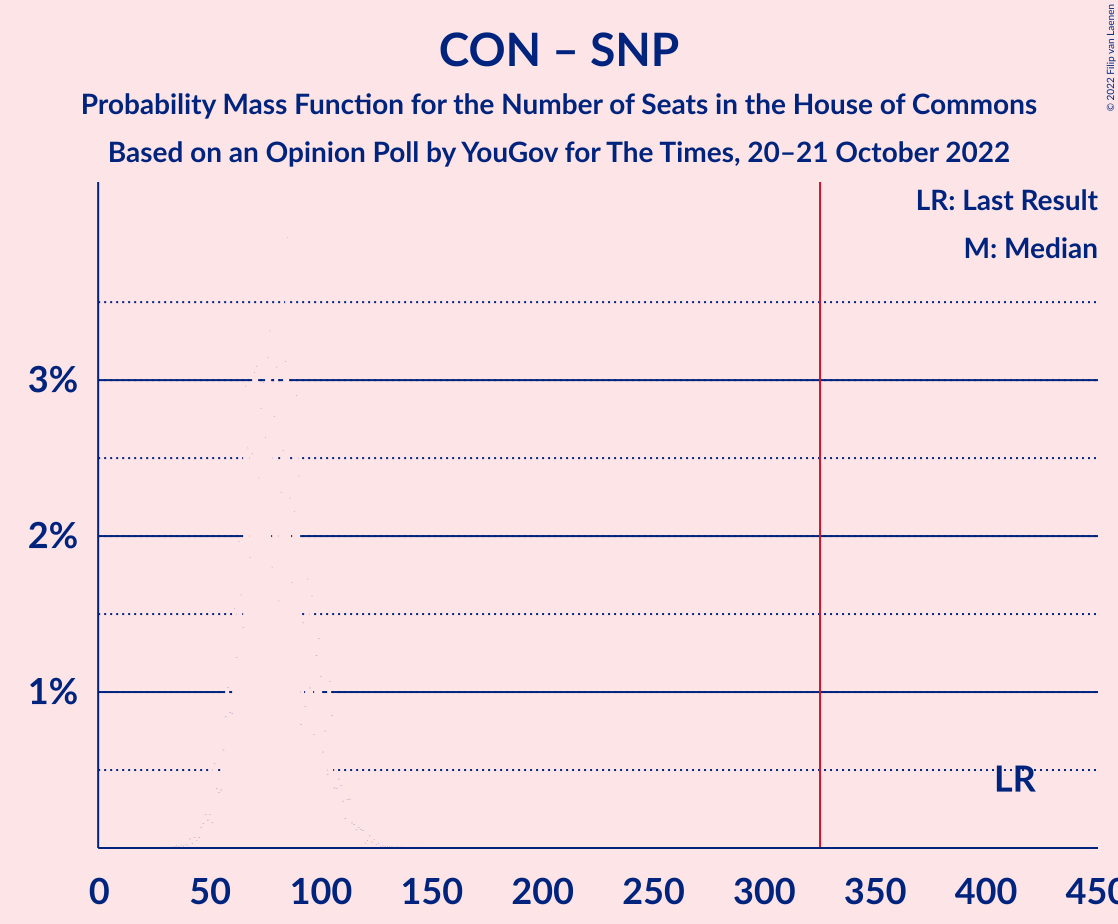 CON – SNP
Probability Mass Function for the Number of Seats in the House of Commons
Based on an Opinion Poll by YouGov for The Times, 20–21 October 2022
© 2022 Filip van Laenen
LR: Last Result
M: Median
3%
2%
1%
LR
0 50 100 150 200 250 300 350 400 450